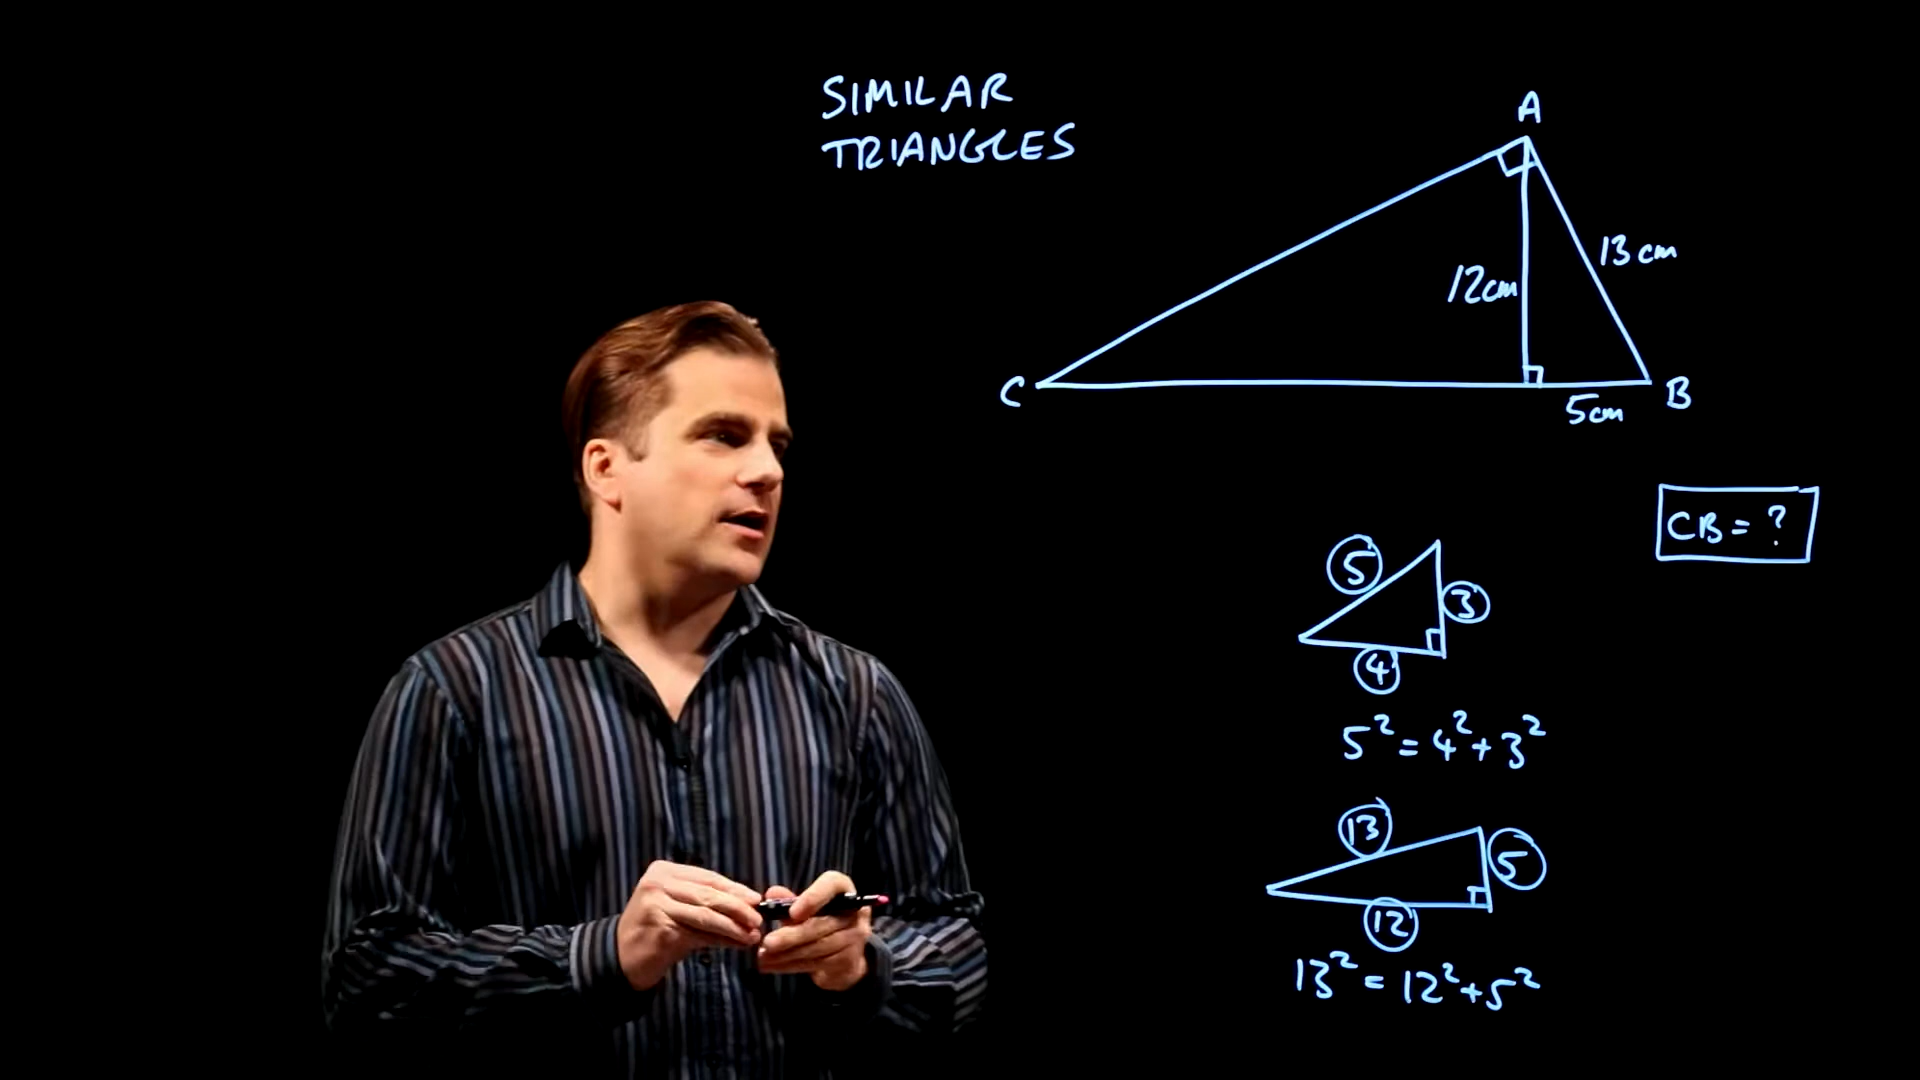 SIMILAR
TRIANGLES
A
13 cm
12cm
C
B
5cm
CB = ?
5
3
4
5² = 4² + 3²
13
5
12
13² = 12² + 5²